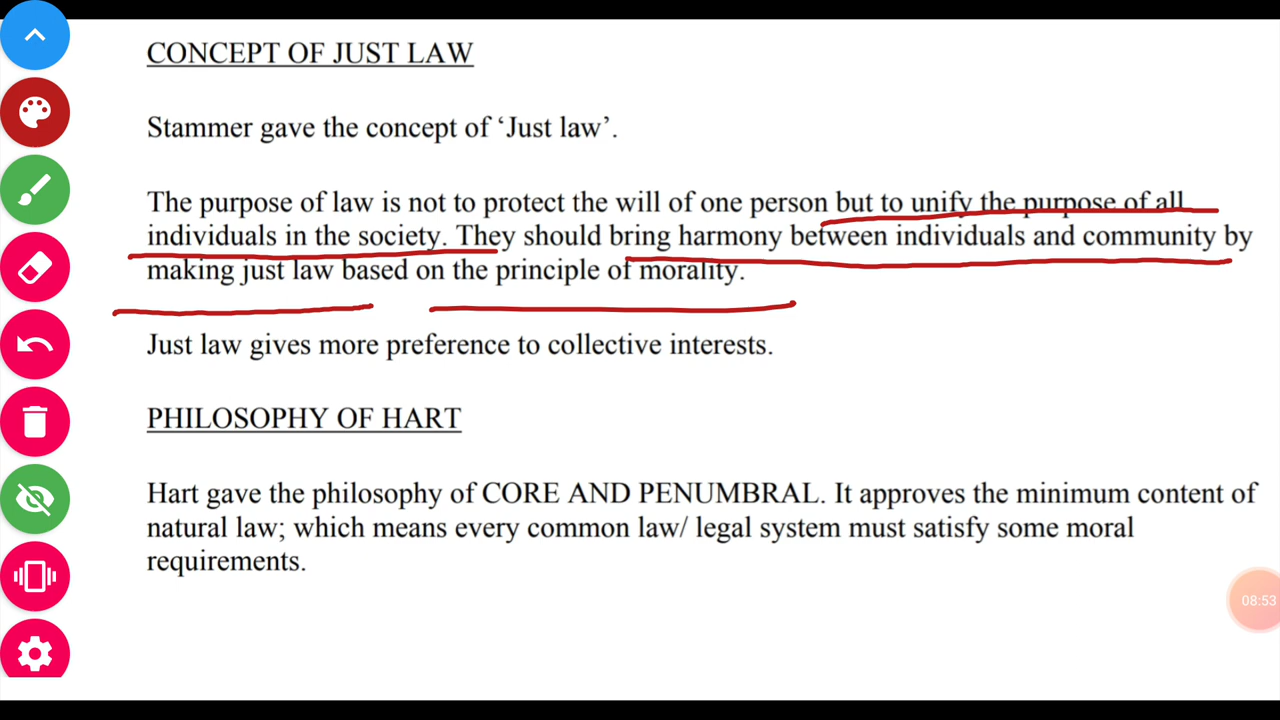 CONCEPT OF JUST LAW
Stammer gave the concept of ‘Just law’.
The purpose of law is not to protect the will of one person but to unify the purpose of all
individuals in the society. They should bring harmony between individuals and community by
making just law based on the principle of morality.
Just law gives more preference to collective interests.
PHILOSOPHY OF HART
Hart gave the philosophy of CORE AND PENUMBRAL. It approves the minimum content of
natural law; which means every common law/ legal system must satisfy some moral
requirements.
08:53